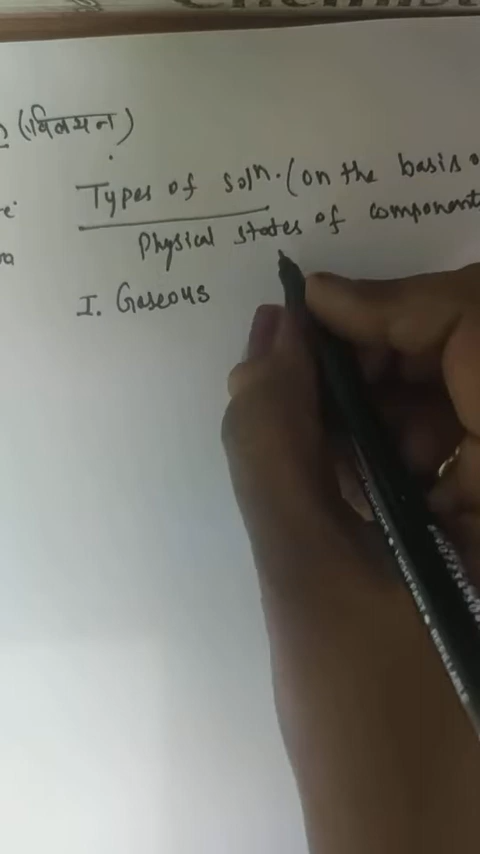 (विलयन)
Types of soln. (on the basis o
Physical states of component
I. Gaseous